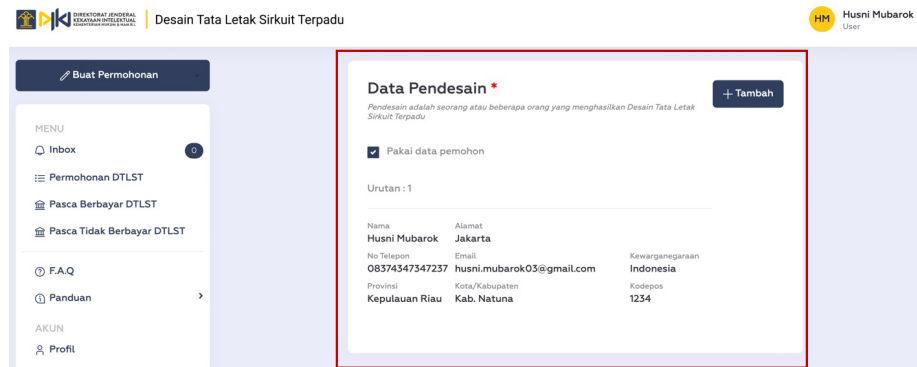 DIREKTORAT JENDERAL
KEKAYAAN INTELEKTUAL
KEMENTERIAN HUKUM & HAM R.I.
Desain Tata Letak Sirkuit Terpadu
HM
Husni Mubarok
User
Buat Permohonan
MENU
Inbox 0
Permohonan DTLST
Pasca Berbayar DTLST
Pasca Tidak Berbayar DTLST
F.A.Q
Panduan
AKUN
Profil
Data Pendesain *
+ Tambah
Pendesain adalah seorang atau beberapa orang yang menghasilkan Desain Tata Letak
Sirkuit Terpadu
Pakai data pemohon
Urutan : 1
Nama Alamat
Husni Mubarok Jakarta
No Telepon Email Kewarganegaraan
08374347347237 husni.mubarok03@gmail.com Indonesia
Provinsi Kota/Kabupaten Kodepos
Kepulauan Riau Kab. Natuna 1234